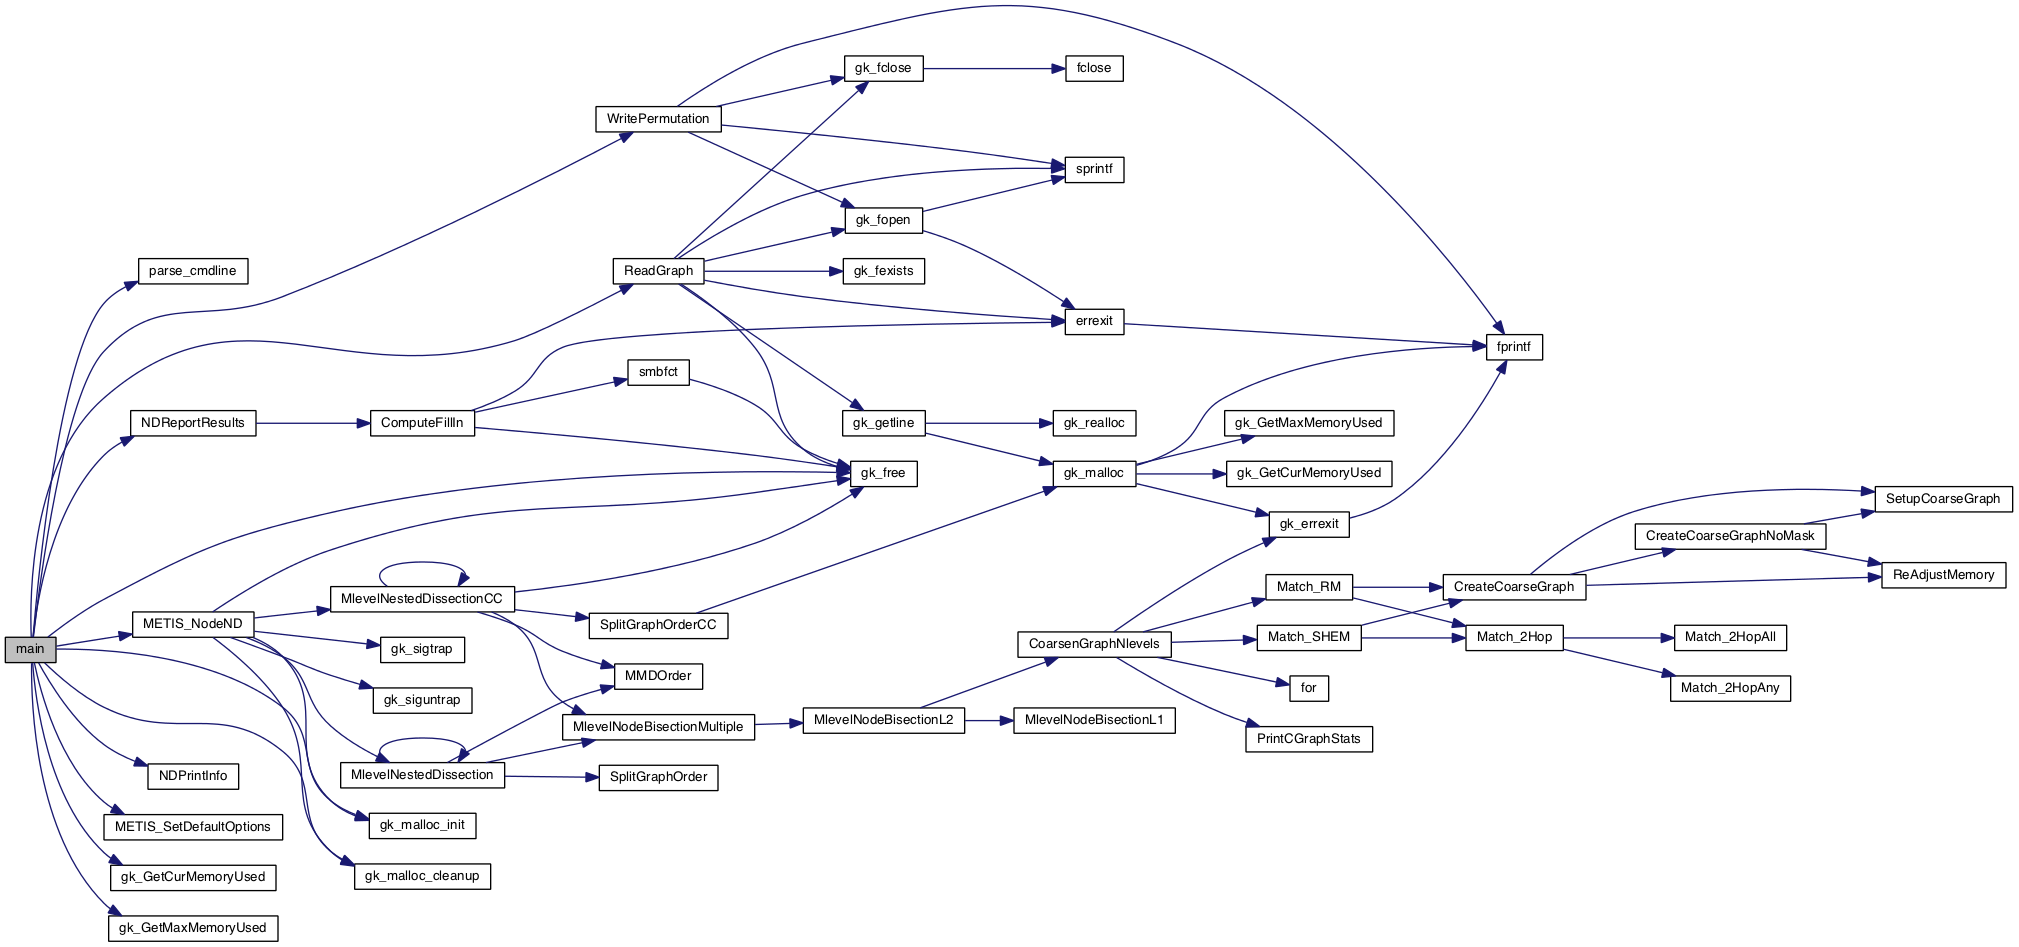 gk_fclose
fclose
WritePermutation
sprintf
gk_fopen
parse_cmdline
ReadGraph
gk_fexists
errexit
fprintf
smbfct
NDReportResults
ComputeFillIn
gk_getline
gk_realloc
gk_GetMaxMemoryUsed
gk_free
gk_malloc
gk_GetCurMemoryUsed
SetupCoarseGraph
gk_errexit
CreateCoarseGraphNoMask
ReAdjustMemory
MlevelNestedDissectionCC
Match_RM
CreateCoarseGraph
METIS_NodeND
SplitGraphOrderCC
main
gk_sigtrap
CoarsenGraphNlevels
Match_SHEM
Match_2Hop
Match_2HopAll
MMDOrder
for
Match_2HopAny
gk_siguntrap
MlevelNodeBisectionMultiple
MlevelNodeBisectionL2
MlevelNodeBisectionL1
PrintCGraphStats
NDPrintInfo
MlevelNestedDissection
SplitGraphOrder
METIS_SetDefaultOptions
gk_malloc_init
gk_GetCurMemoryUsed
gk_malloc_cleanup
gk_GetMaxMemoryUsed